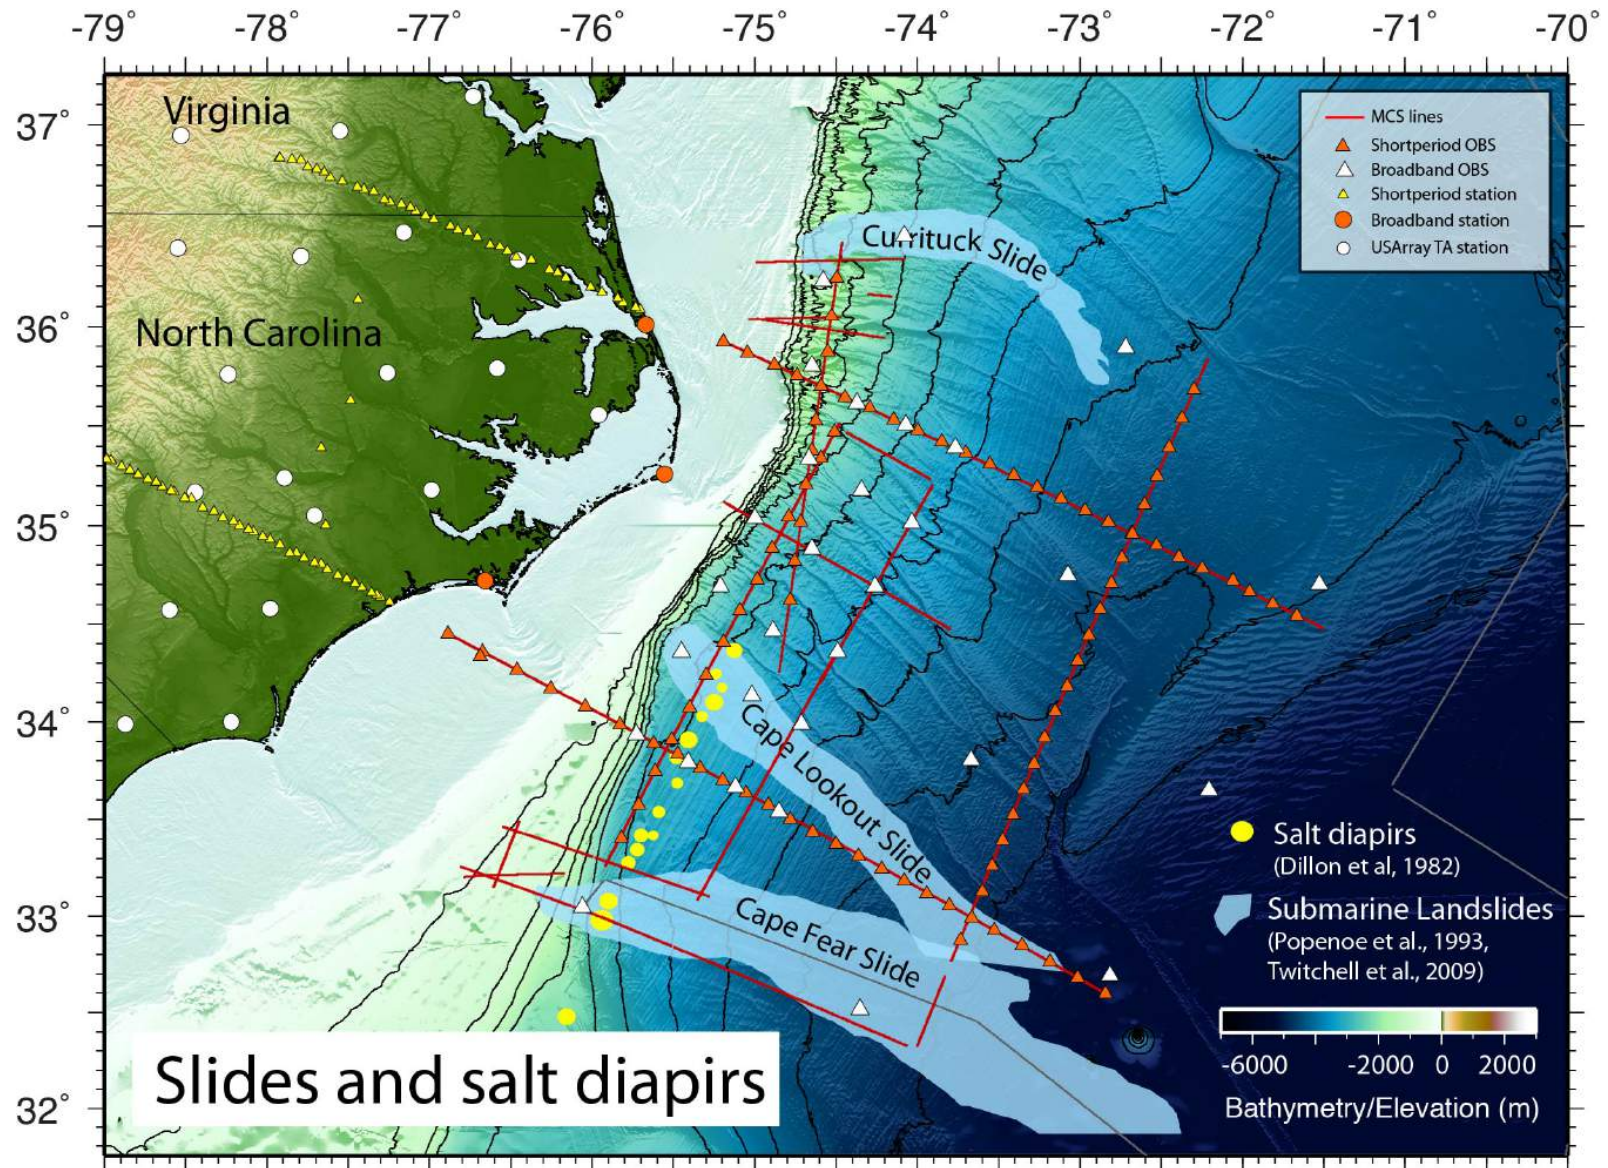 -79° -78° -77° -76° -75° -74° -73° -72° -71° -70°
37°
36°
35°
34°
33°
32°
Virginia
North Carolina
MCS lines
Shortperiod OBS
Broadband OBS
Shortperiod station
Broadband station
USArray TA station
Currituck Slide
Cape Lookout Slide
Cape Fear Slide
Salt diapirs
(Dillon et al, 1982)
Submarine Landslides
(Popenoe et al., 1993,
Twitchell et al., 2009)
-6000 -2000 0 2000
Bathymetry/Elevation (m)
Slides and salt diapirs